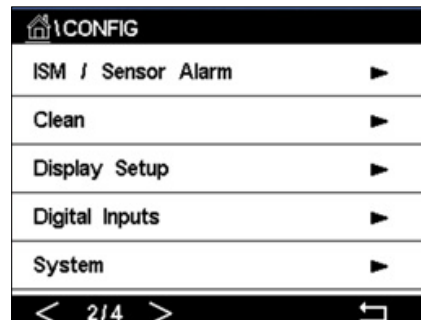 \CONFIG
ISM / Sensor Alarm
Clean
Display Setup
Digital Inputs
System
< 2/4 >